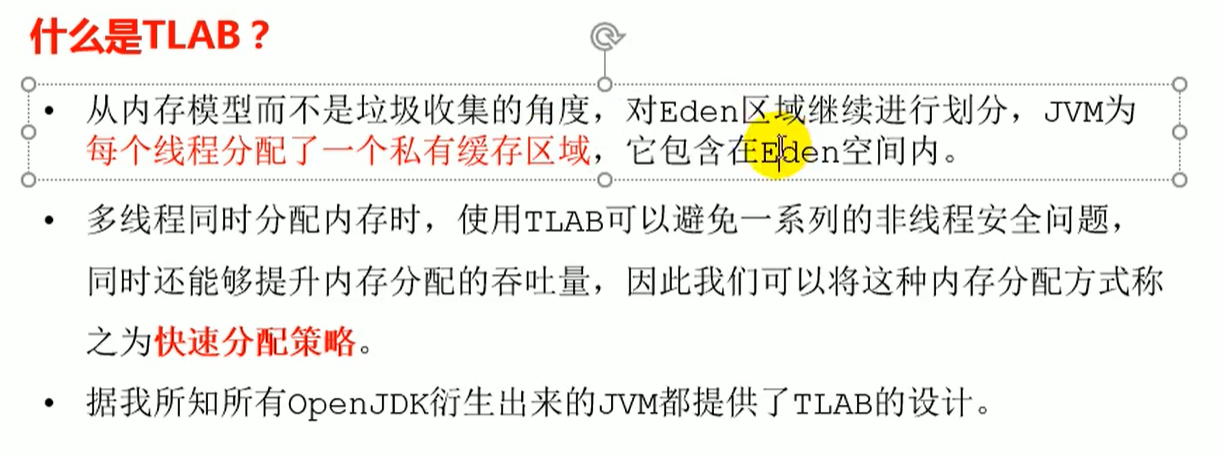 什么是TLAB？
• 从内存模型而不是垃圾收集的角度，对Eden区域继续进行划分，JVM为
每个线程分配了一个私有缓存区域，它包含在Eden空间内。
• 多线程同时分配内存时，使用TLAB可以避免一系列的非线程安全问题，
同时还能够提升内存分配的吞吐量，因此我们可以将这种内存分配方式称
之为快速分配策略。
• 据我所知所有OpenJDK衍生出来的JVM都提供了TLAB的设计。